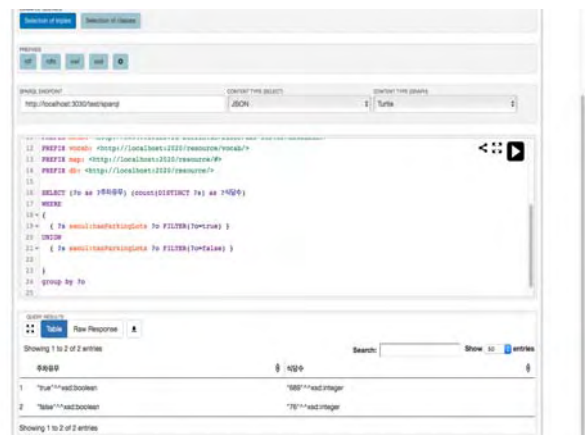 Selection of triples Selection of classes
PREFIXES
rdf rdfs owl xsd
SPARQL ENDPOINT CONTENT TYPE (SELECT) CONTENT TYPE (GRAPH)
http://localhost:3030/test/sparql JSON Turtle
12 PREFIX vocab: <http://localhost:2020/resource/vocab/>
13 PREFIX map: <http://localhost:2020/resource/#>
14 PREFIX db: <http://localhost:2020/resource/>
15
16 SELECT (?o as ?주차유무) (count(DISTINCT ?s) as ?식당수)
17 WHERE
18 {
19 { ?s seoul:hasParkingLots ?o FILTER(?o=true) }
20 UNION
21 { ?s seoul:hasParkingLots ?o FILTER(?o=false) }
22
23 }
24 group by ?o
25
QUERY RESULTS
Table Raw Response
Showing 1 to 2 of 2 entries Search: Show 50 entries
주차유무 식당수
1 "true"^^xsd:boolean "689"^^xsd:integer
2 "false"^^xsd:boolean "76"^^xsd:integer
Showing 1 to 2 of 2 entries